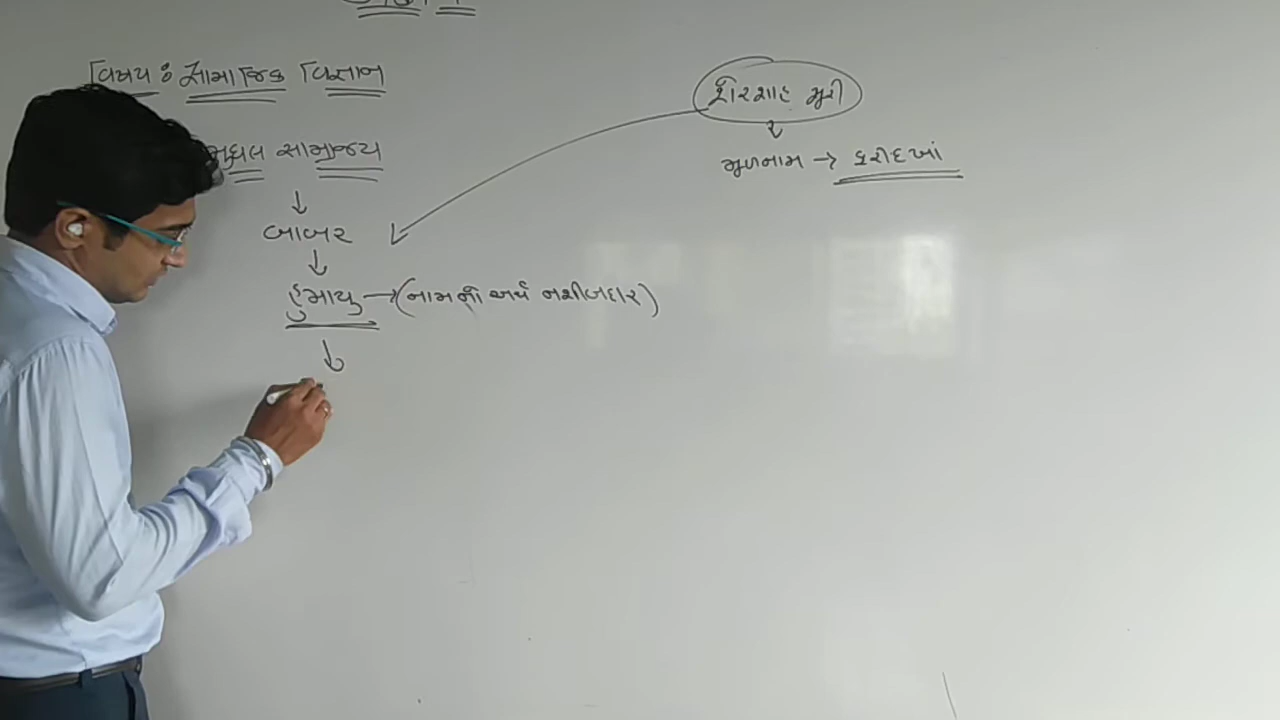 વિષય : સામાજિક વિજ્ઞાન
મુઘલ સામ્રાજ્ય
બાબર
હુમાયુ → (નામનો અર્થ નશીબદાર)
શેરશાહ સુરી
મુળનામ → ફરીદખાં